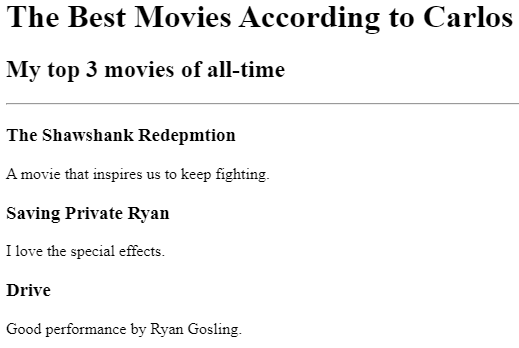 The Best Movies According to Carlos
My top 3 movies of all-time
The Shawshank Redepmtion
A movie that inspires us to keep fighting.
Saving Private Ryan
I love the special effects.
Drive
Good performance by Ryan Gosling.